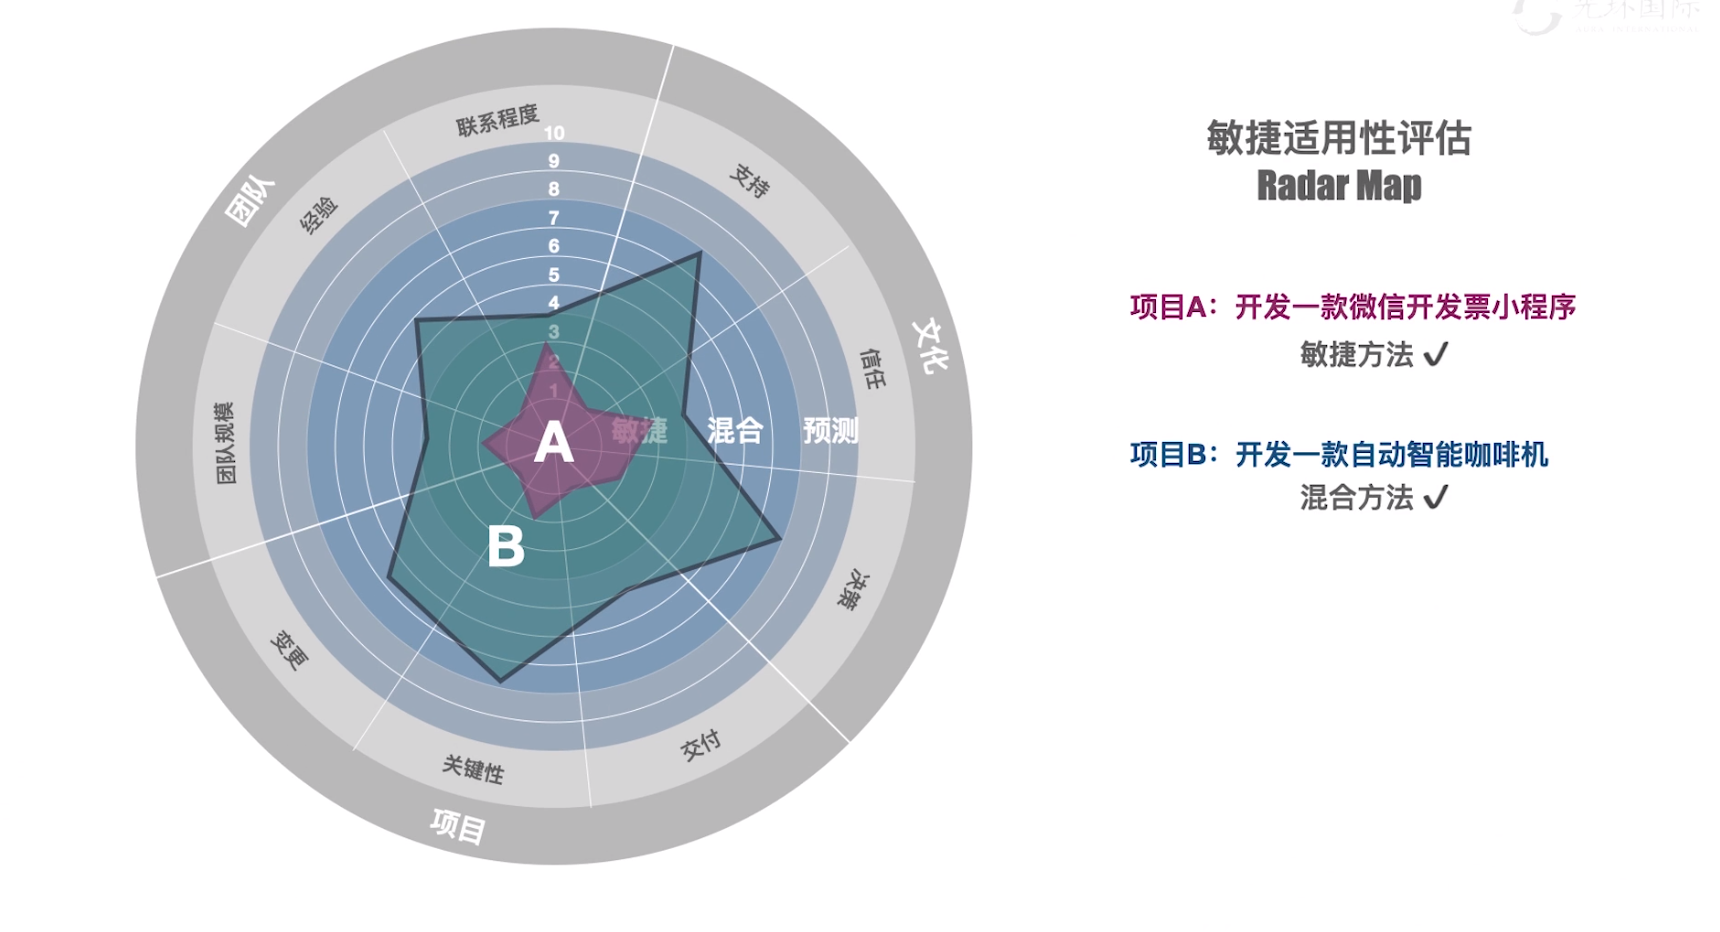 光环国际
敏捷适用性评估
Radar Map
项目A：开发一款微信开发票小程序
敏捷方法 ✓
项目B：开发一款自动智能咖啡机
混合方法 ✓
团队
文化
项目
联系程度
支持
信任
决策
交付
关键性
变更
团队规模
经验
10
9
8
7
6
5
4
3
2
1
敏捷 混合 预测
A
B